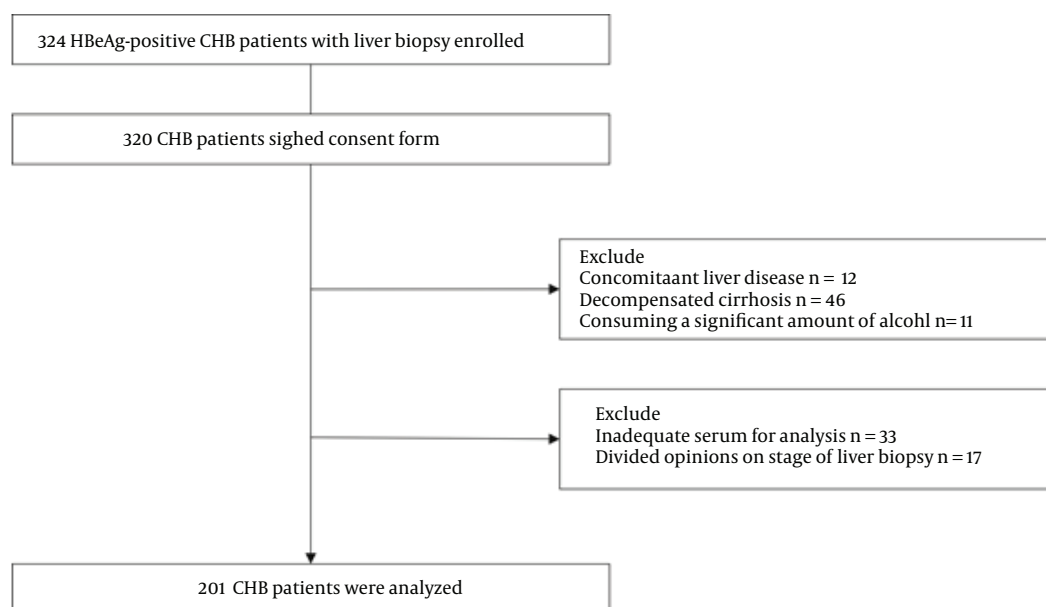 324 HBeAg-positive CHB patients with liver biopsy enrolled
320 CHB patients sighed consent form
Exclude
Concomitaant liver disease n = 12
Decompensated cirrhosis n = 46
Consuming a significant amount of alcohl n= 11
Exclude
Inadequate serum for analysis n = 33
Divided opinions on stage of liver biopsy n = 17
201 CHB patients were analyzed